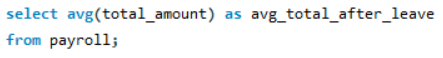 select avg(total_amount) as avg_total_after_leave
from payroll;